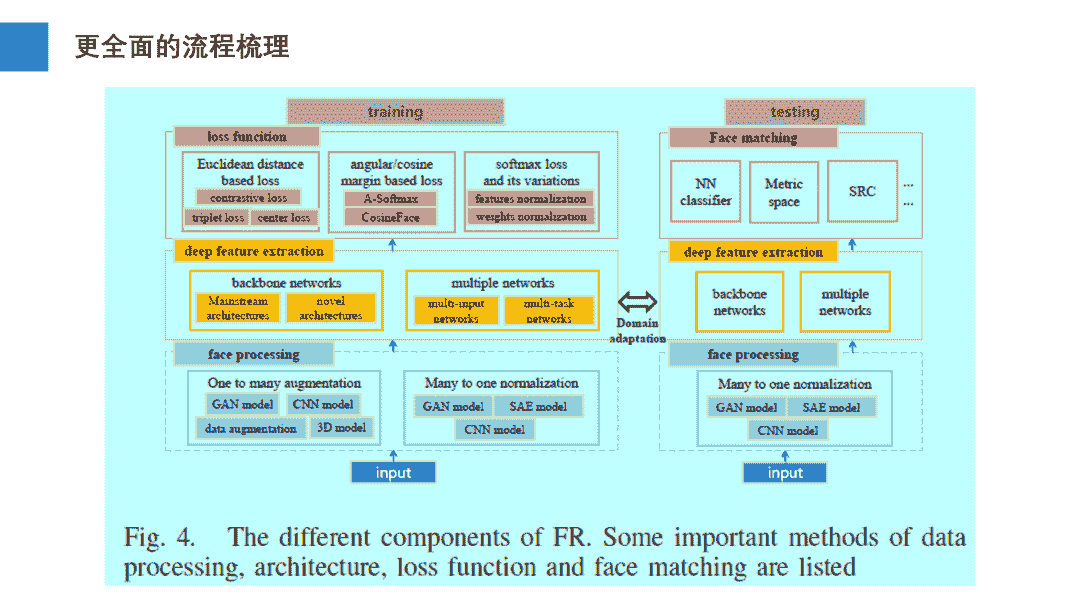 更全面的流程梳理
training
loss funcition
Euclidean distance
based loss
contrastive loss
triplet loss
center loss
angular/cosine
margin based loss
A-Softmax
CosineFace
softmax loss
and its variations
features normalization
weights normalization
deep feature extraction
backbone networks
Mainstream
architectures
novel
architectures
multiple networks
multi-input
networks
multi-task
networks
face processing
One to many augmentation
GAN model
CNN model
data augmentation
3D model
Many to one normalization
GAN model
SAE model
CNN model
input
Domain
adaptation
testing
Face matching
NN
classifier
Metric
space
SRC
...
...
deep feature extraction
backbone
networks
multiple
networks
face processing
Many to one normalization
GAN model
SAE model
CNN model
input
Fig. 4. The different components of FR. Some important methods of data
processing, architecture, loss function and face matching are listed